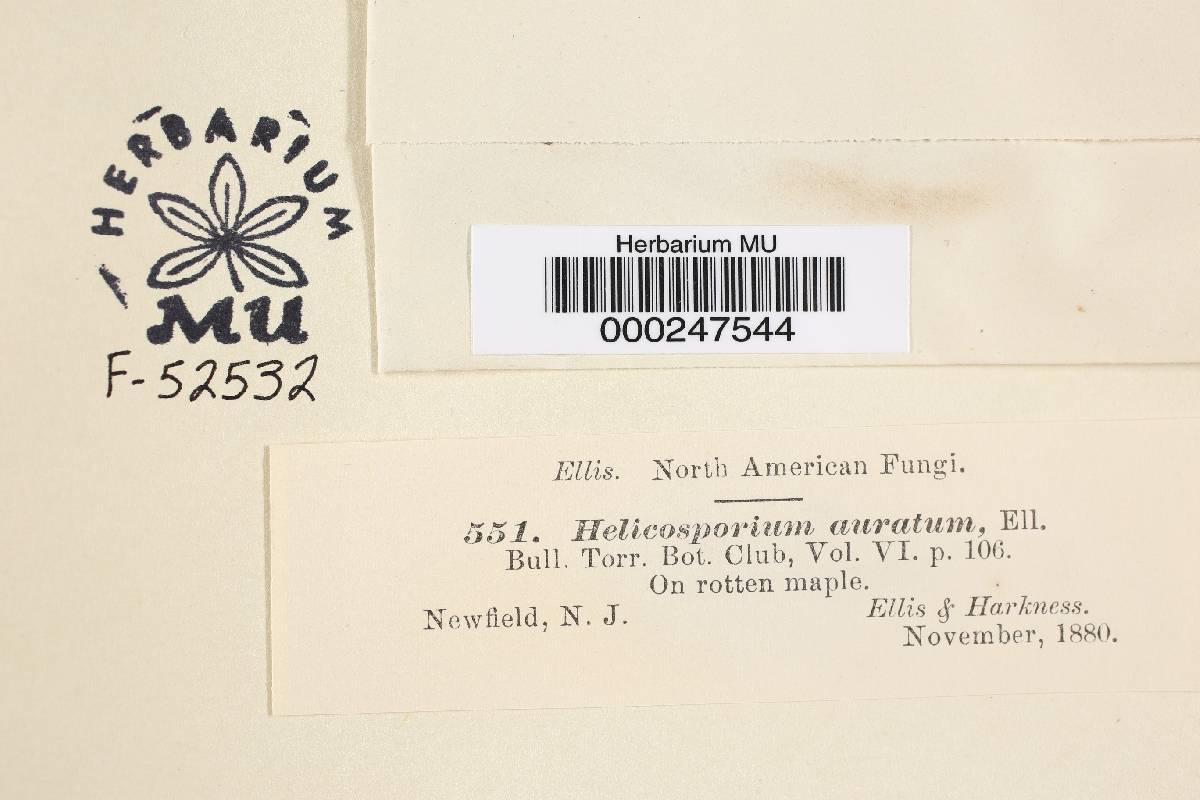 HERBARIUM
MU
F-52532
Herbarium MU
000247544
Ellis. North American Fungi.
551. Helicosporium auratum, Ell.
Bull. Torr. Bot. Club, Vol. VI. p. 106.
On rotten maple.
Newfield, N. J. Ellis & Harkness.
November, 1880.